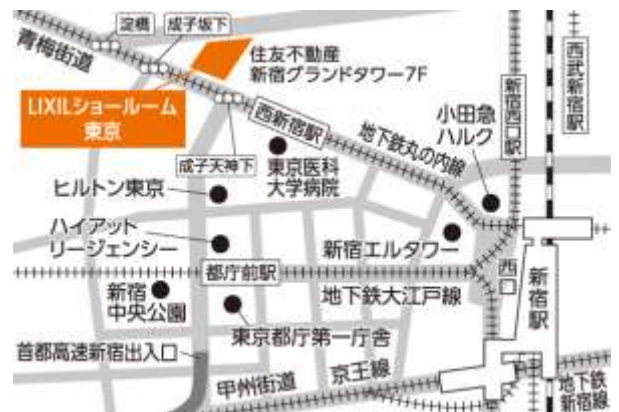 淀橋
成子坂下
青梅街道
住友不動産
新宿グランドタワー7F
LIXILショールーム
東京
西新宿駅
成子天神下
東京医科
大学病院
地下鉄丸の内線
小田急
ハルク
新宿西口駅
西武新宿駅
ヒルトン東京
ハイアット
リージェンシー
新宿エルタワー
都庁前駅
西口
新宿駅
新宿
中央公園
地下鉄大江戸線
東京都庁第一庁舎
首都高速新宿出入口
甲州街道
京王線
地下鉄
新宿線